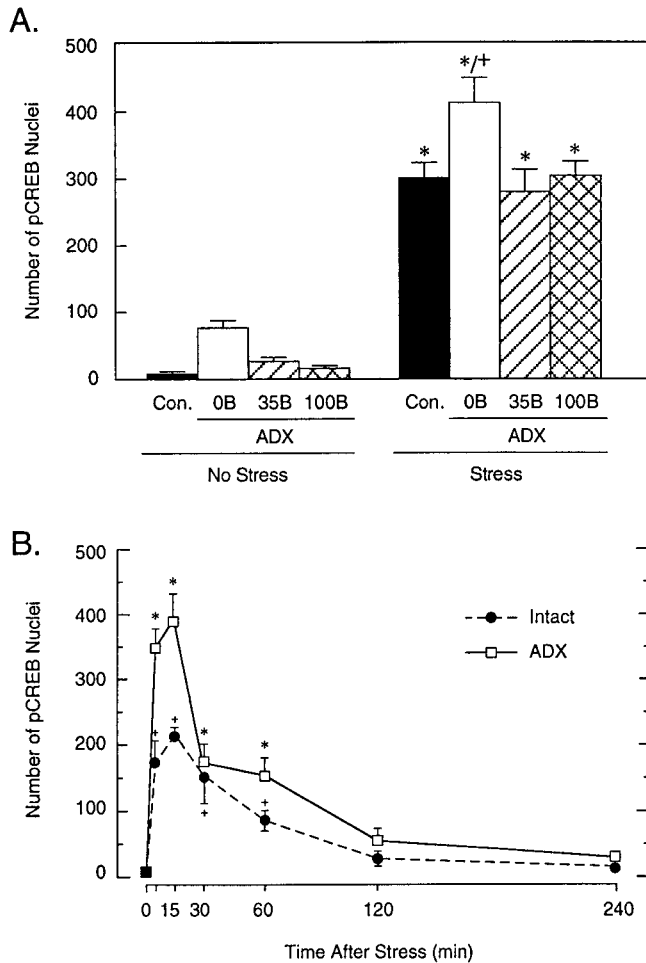 A.
Number of pCREB Nuclei
500
400
300
200
100
0
*
*/+
*
*
Con. 0B 35B 100B Con. 0B 35B 100B
ADX ADX
No Stress Stress
B.
Number of pCREB Nuclei
500
400
300
200
100
0
*
*
+
+
*
+
*
+
Intact
ADX
0 15 30 60 120 240
Time After Stress (min)